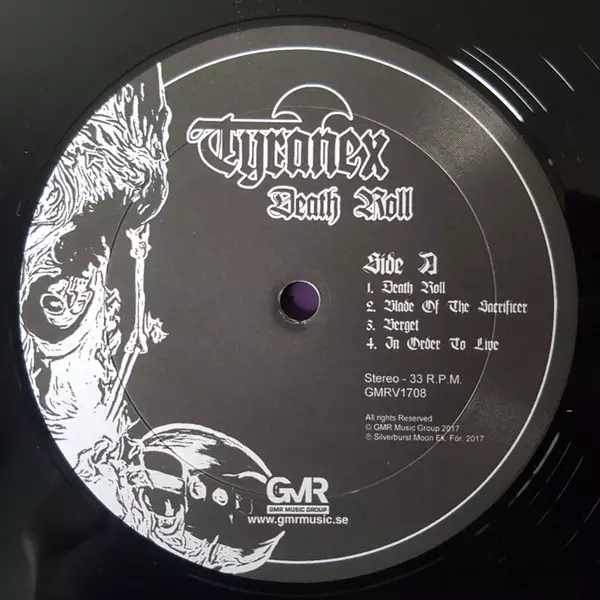 Tyranex
Death Roll
Side A
1. Death Roll
2. Blade Of The Sacrificer
3. Berget
4. In Order To Live
Stereo - 33 R.P.M.
GMRV1708
All rights Reserved
© GMR Music Group 2017
℗ Silverburst Moon EK. För. 2017
GMR
GMR MUSIC GROUP
www.gmrmusic.se